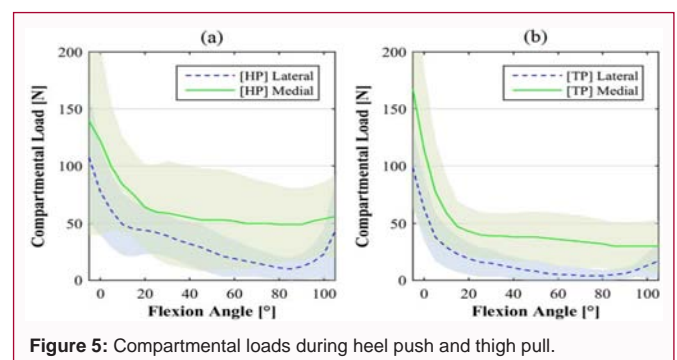 (a)
(b)
200
150
100
50
0
Compartmental Load [N]
[HP] Lateral
[HP] Medial
0 20 40 60 80 100
Flexion Angle [°]
200
150
100
50
0
Compartmental Load [N]
[TP] Lateral
[TP] Medial
0 20 40 60 80 100
Flexion Angle [°]
Figure 5: Compartmental loads during heel push and thigh pull.